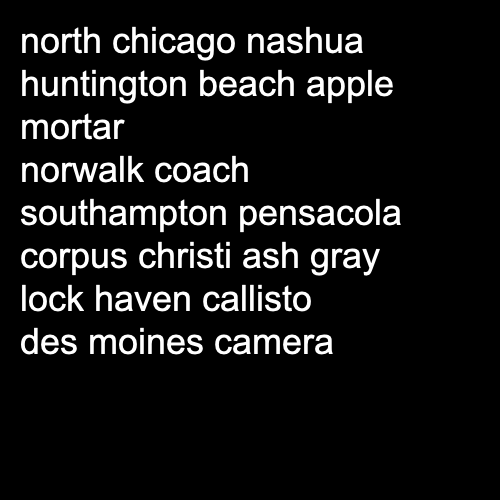 north chicago nashua
huntington beach apple
mortar
norwalk coach
southampton pensacola
corpus christi ash gray
lock haven callisto
des moines camera